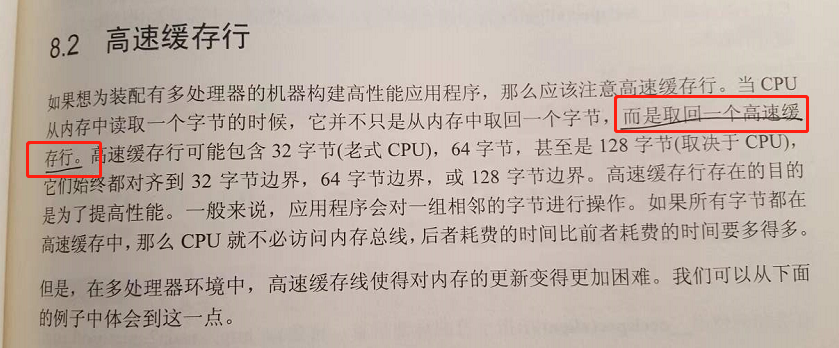 8.2 高速缓存行
如果想为装配有多处理器的机器构建高性能应用程序，那么应该注意高速缓存行。当 CPU
从内存中读取一个字节的时候，它并不只是从内存中取回一个字节，而是取回一个高速缓
存行。高速缓存行可能包含 32 字节(老式 CPU)，64 字节，甚至是 128 字节(取决于 CPU)，
它们始终都对齐到 32 字节边界，64 字节边界，或 128 字节边界。高速缓存行存在的目的
是为了提高性能。一般来说，应用程序会对一组相邻的字节进行操作。如果所有字节都在
高速缓存中，那么 CPU 就不必访问内存总线，后者耗费的时间比前者耗费的时间要多得多。
但是，在多处理器环境中，高速缓存线使得对内存的更新变得更加困难。我们可以从下面
的例子中体会到这一点。